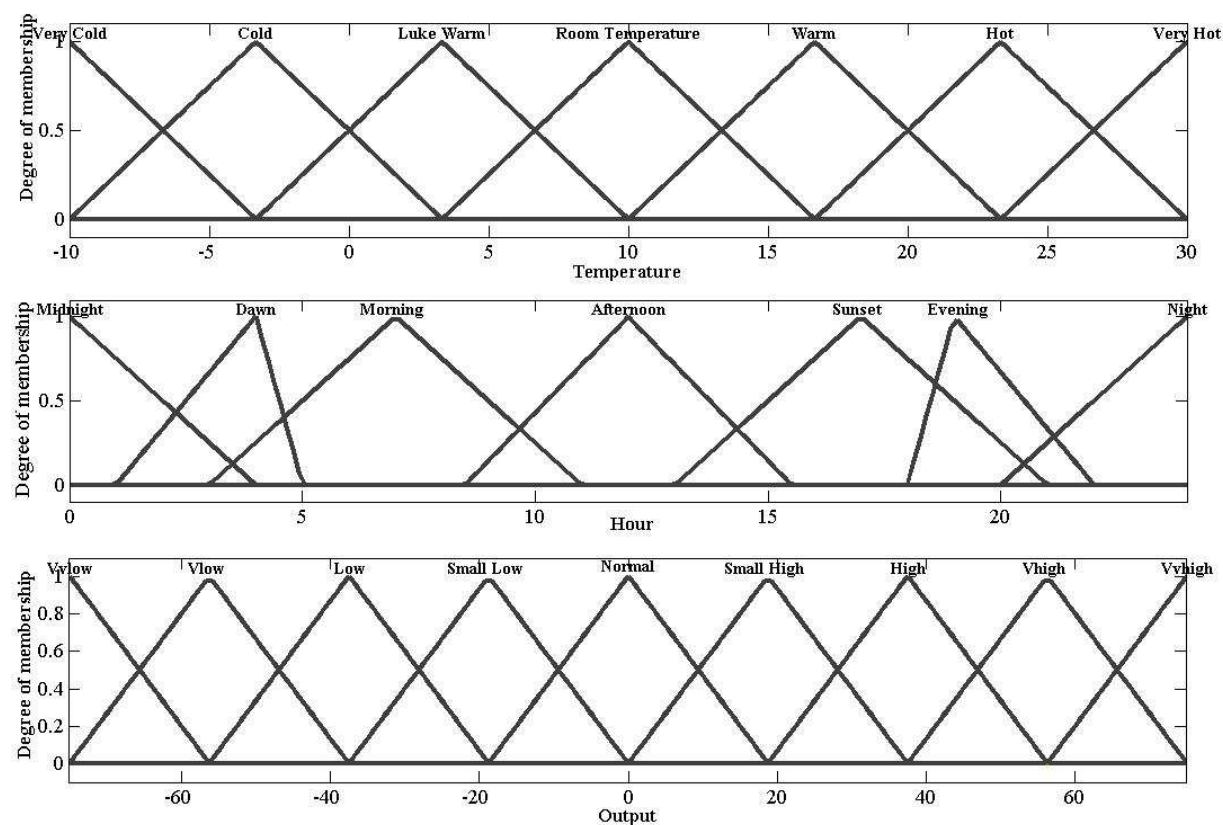 Very Cold Cold Luke Warm Room Temperature Warm Hot Very Hot
1
0.5
0
Degree of membership
-10 -5 0 5 10 15 20 25 30
Temperature
Midnight Dawn Morning Afternoon Sunset Evening Night
1
0.5
0
Degree of membership
0 5 10 15 20
Hour
Vvlow Vlow Low Small Low Normal Small High High Vhigh Vvhigh
1
0.8
0.6
0.4
0.2
0
Degree of membership
-60 -40 -20 0 20 40 60
Output